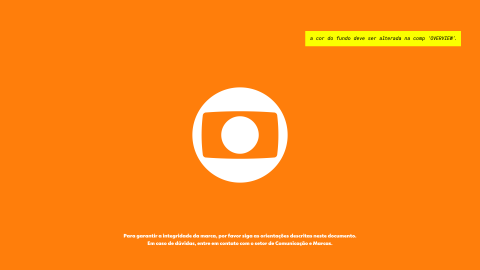 a cor do fundo deve ser alterada na comp 'OVERVIEW'.
Para garantir a integridade da marca, por favor siga as orientações descritas neste documento.
Em caso de dúvidas, entre em contato com o setor de Comunicação e Marcas.